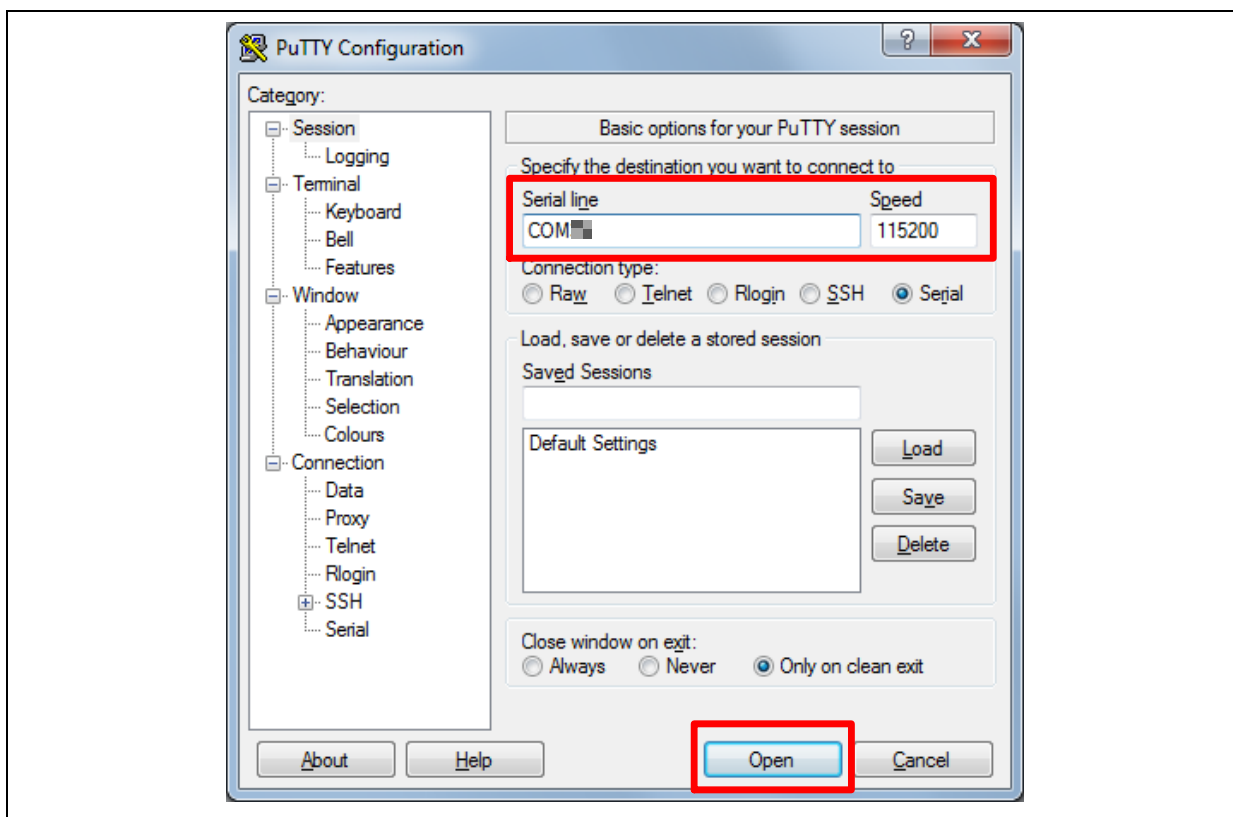 PuTTY Configuration
Category:
Session
Logging
Terminal
Keyboard
Bell
Features
Window
Appearance
Behaviour
Translation
Selection
Colours
Connection
Data
Proxy
Telnet
Rlogin
SSH
Serial
Basic options for your PuTTY session
Specify the destination you want to connect to
Serial line Speed
COM 115200
Connection type:
Raw Telnet Rlogin SSH Serial
Load, save or delete a stored session
Saved Sessions
Default Settings
Load
Save
Delete
Close window on exit:
Always Never Only on clean exit
About Help Open Cancel